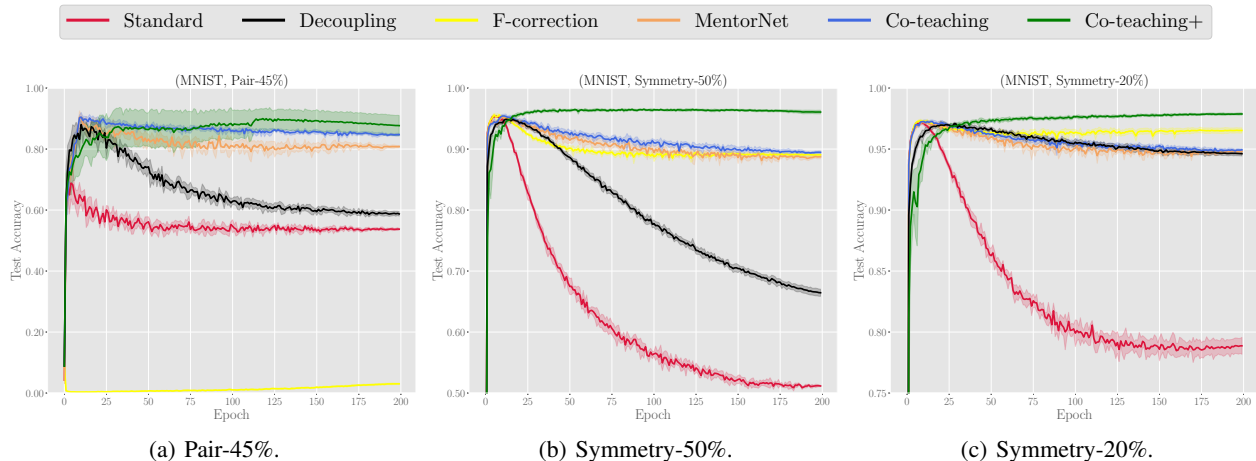 Standard Decoupling F-correction MentorNet Co-teaching Co-teaching+
(MNIST, Pair-45%)
1.00
0.80
0.60
0.40
0.20
0.00
Test Accuracy
0 25 50 75 100 125 150 175 200
Epoch
(a) Pair-45%.
(MNIST, Symmetry-50%)
1.00
0.90
0.80
0.70
0.60
0.50
Test Accuracy
0 25 50 75 100 125 150 175 200
Epoch
(b) Symmetry-50%.
(MNIST, Symmetry-20%)
1.00
0.95
0.90
0.85
0.80
0.75
Test Accuracy
0 25 50 75 100 125 150 175 200
Epoch
(c) Symmetry-20%.